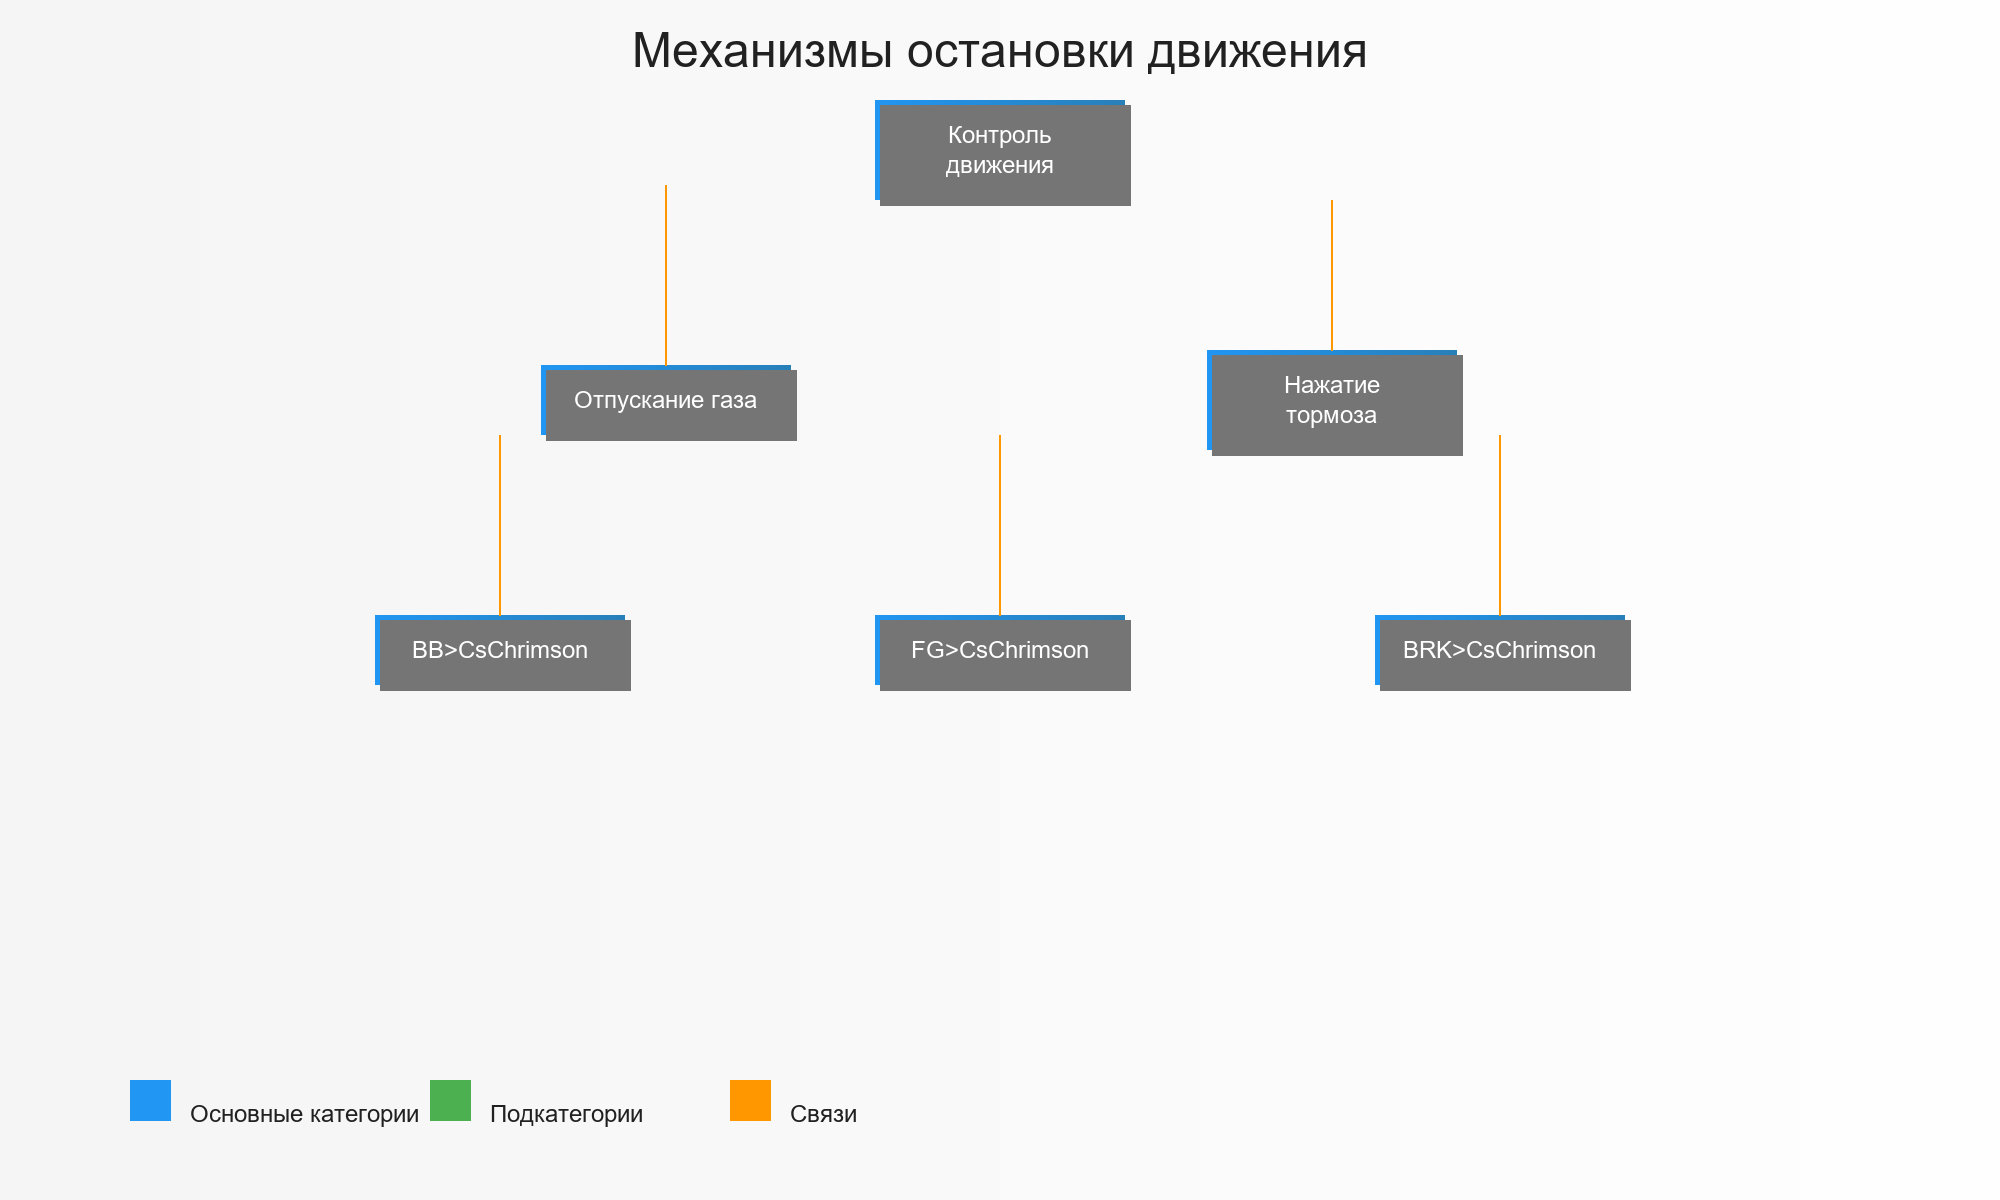 Механизмы остановки движения
Контроль
движения
Отпускание газа
Нажатие
тормоза
BB>CsChrimson
FG>CsChrimson
BRK>CsChrimson
Основные категории
Подкатегории
Связи